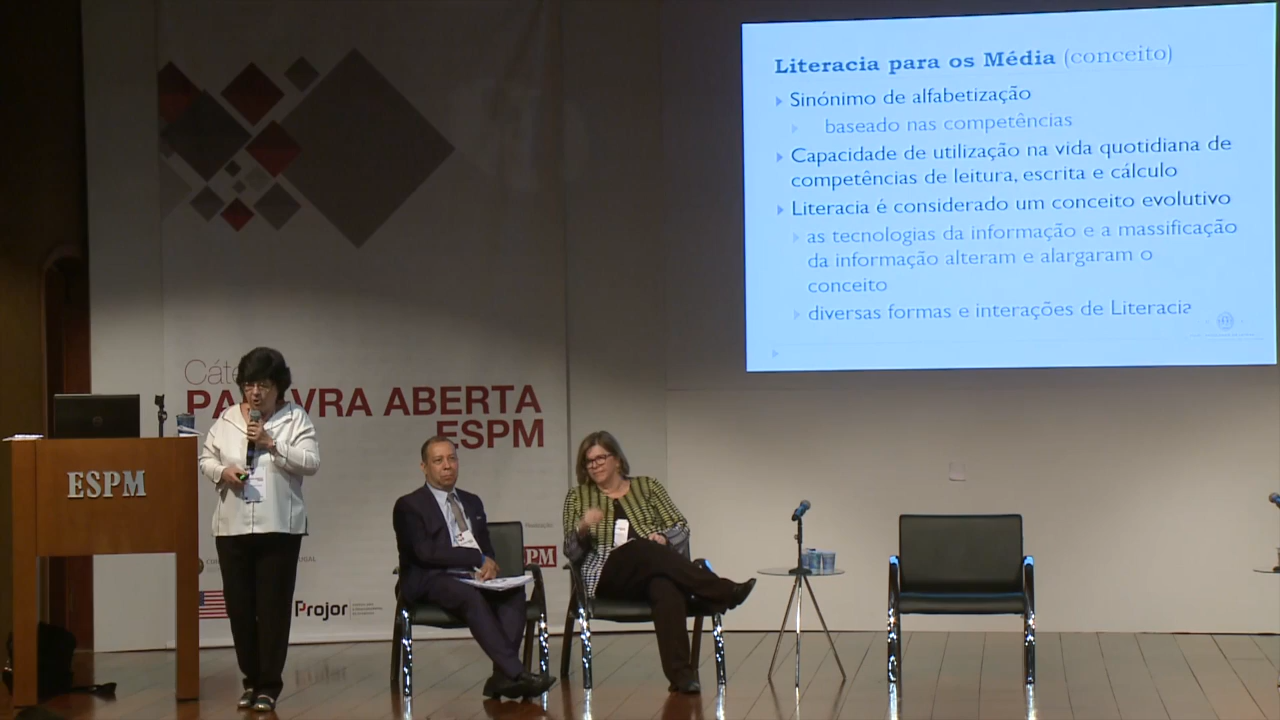 Literacia para os Média (conceito)
Sinónimo de alfabetização
baseado nas competências
Capacidade de utilização na vida quotidiana de
competências de leitura, escrita e cálculo
Literacia é considerado um conceito evolutivo
as tecnologias da informação e a massificação
da informação alteram e alargaram o
conceito
diversas formas e interações de Literacia
PALAVRA ABERTA
ESPM
ESPM
Projor